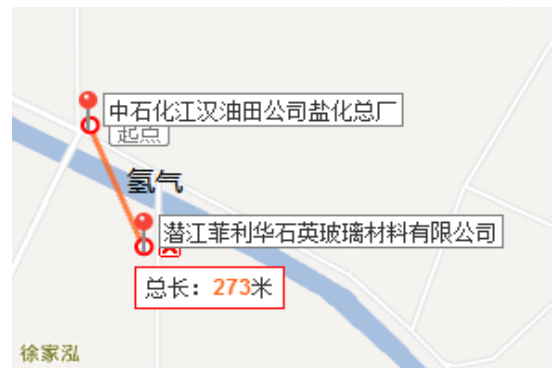 中石化江汉油田公司盐化总厂
起点
氢气
潜江菲利华石英玻璃材料有限公司
总长：273米
徐家泓